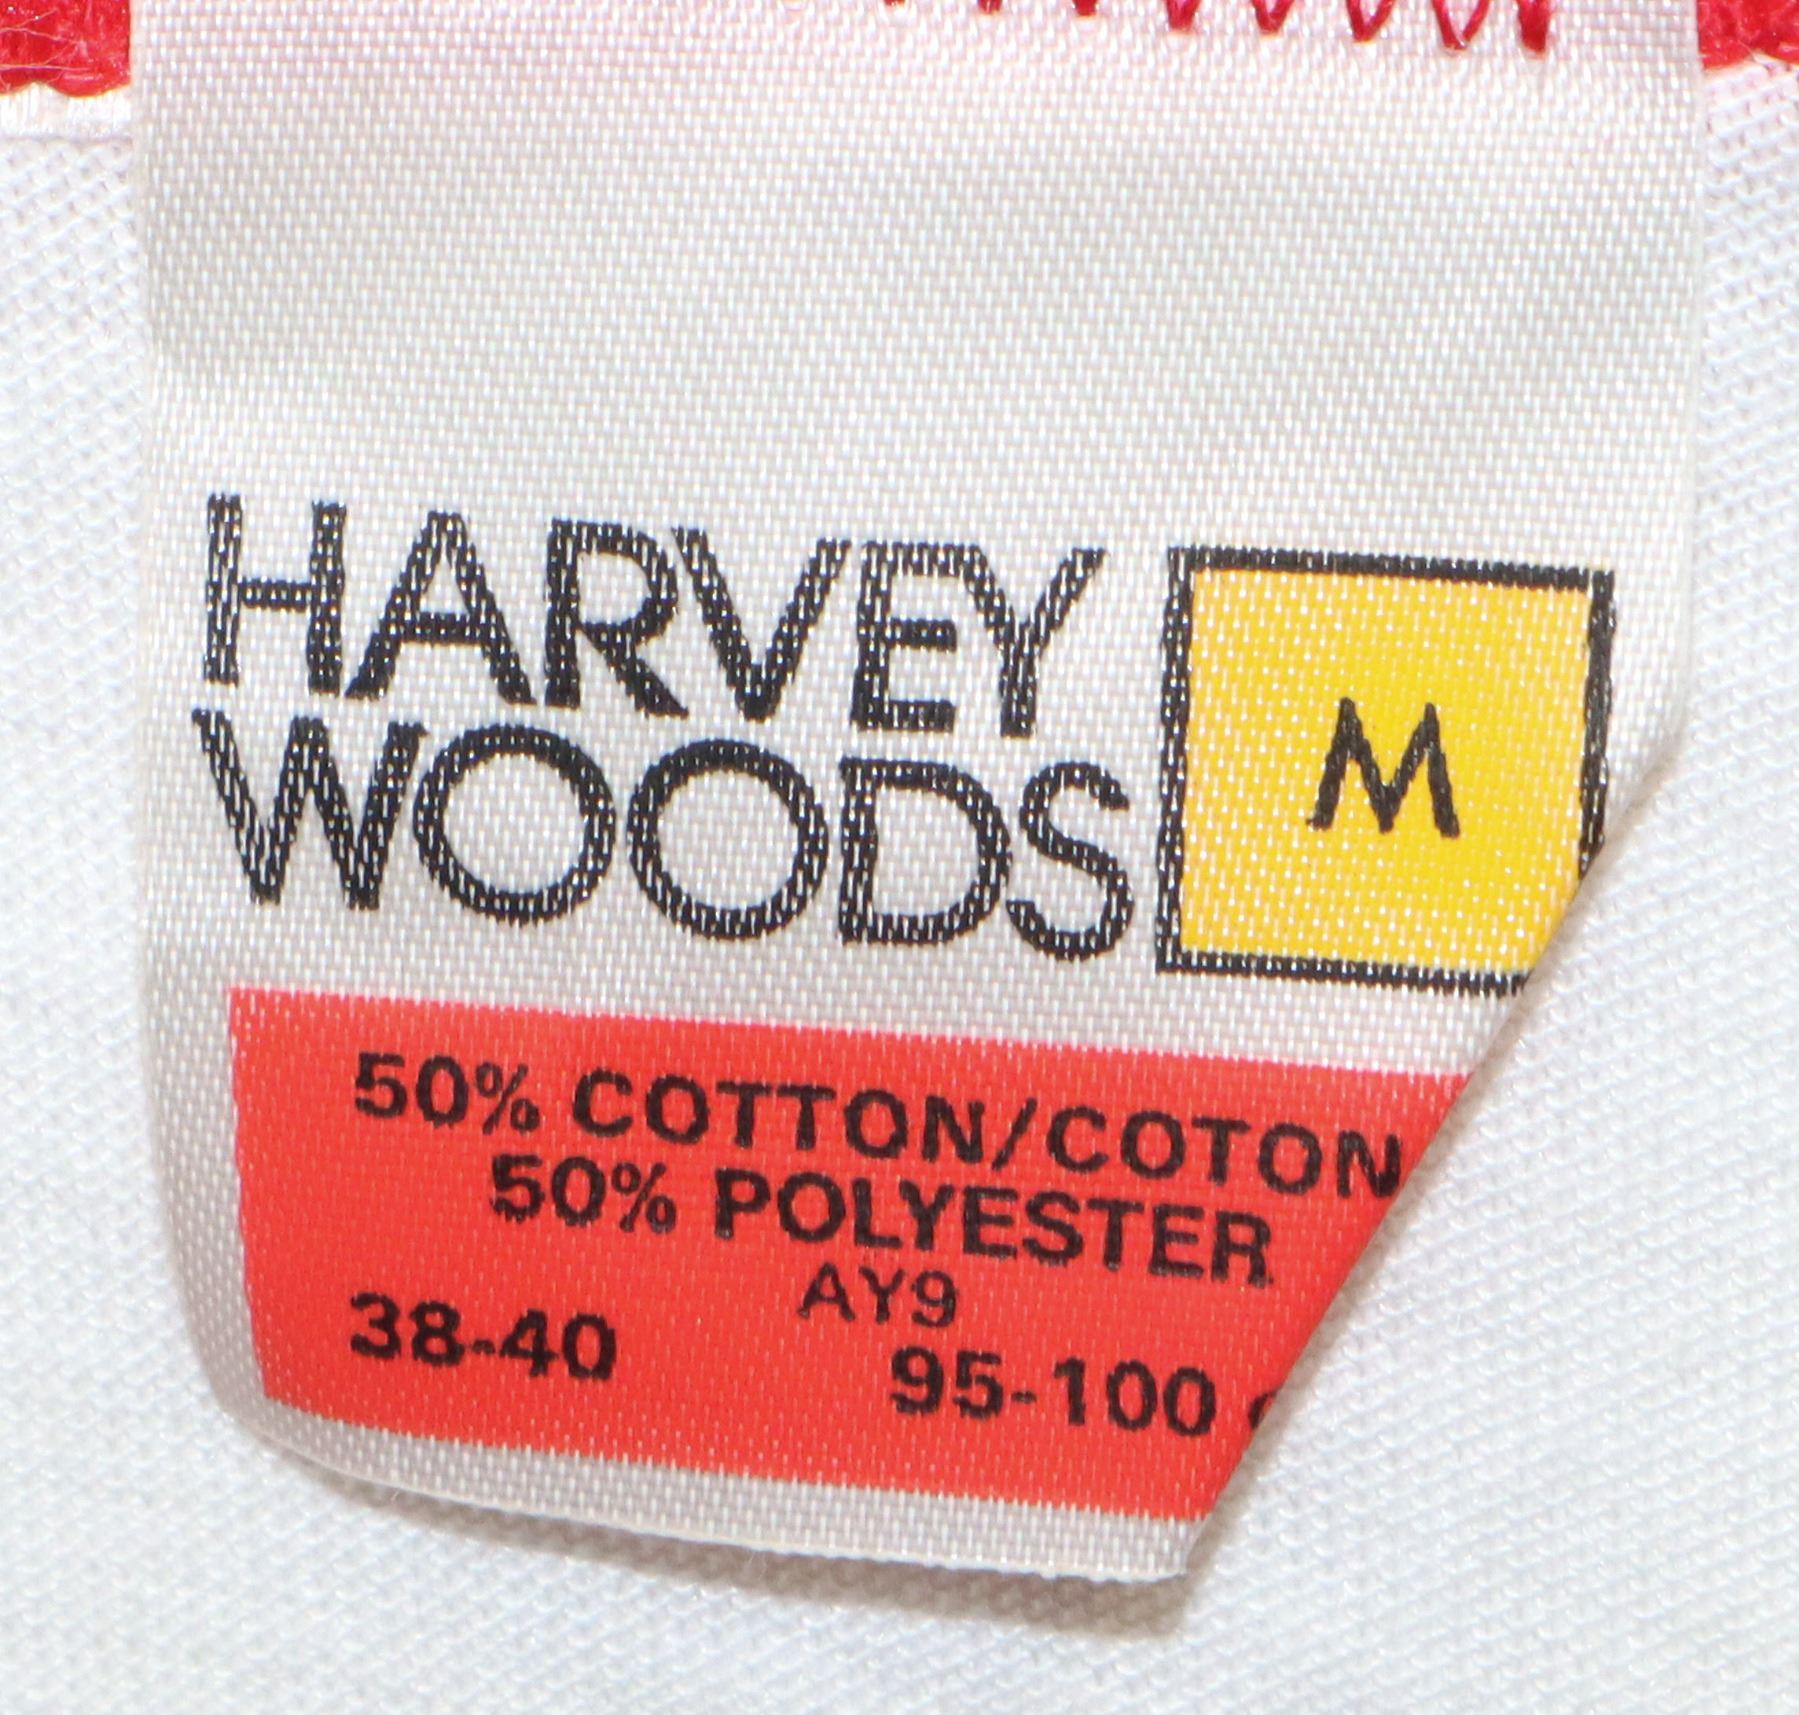 HARVEY
WOODS
M
50% COTTON/COTON
50% POLYESTER
AY9
38-40 95-100